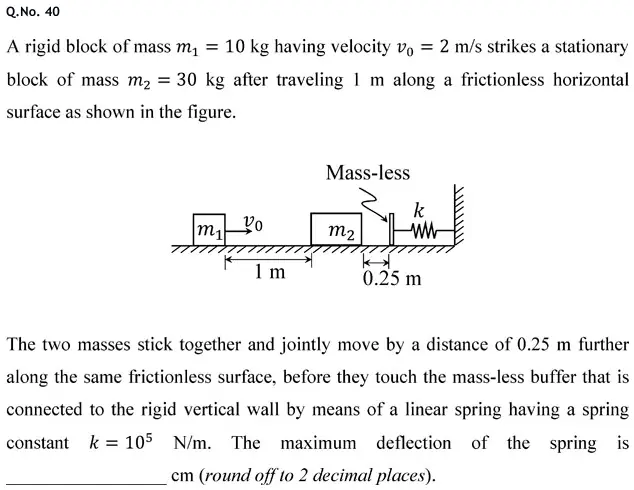 Q.No. 40
A rigid block of mass m₁ = 10 kg having velocity v₀ = 2 m/s strikes a stationary
block of mass m₂ = 30 kg after traveling 1 m along a frictionless horizontal
surface as shown in the figure.
Mass-less
k
m₁ v₀ m₂
1 m
0.25 m
The two masses stick together and jointly move by a distance of 0.25 m further
along the same frictionless surface, before they touch the mass-less buffer that is
connected to the rigid vertical wall by means of a linear spring having a spring
constant k = 10⁵ N/m. The maximum deflection of the spring is
_________________ cm (round off to 2 decimal places).